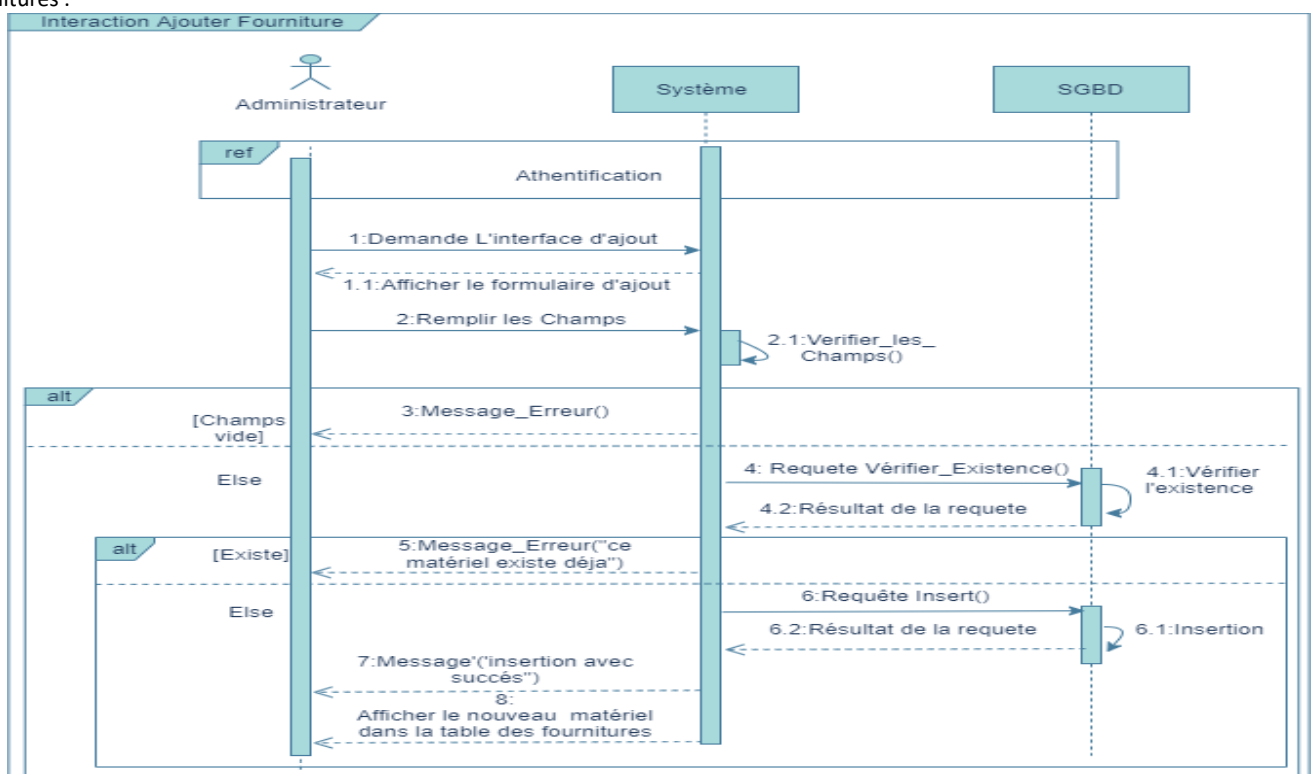 Interaction Ajouter Fourniture
Administrateur
Système
SGBD
ref
Athentification
1:Demande L'interface d'ajout
1.1:Afficher le formulaire d'ajout
2:Remplir les Champs
2.1:Verifier_les_
Champs()
alt
[Champs
vide]
3:Message_Erreur()
Else
4: Requete Vérifier_Existence()
4.1:Vérifier
l'existence
4.2:Résultat de la requete
alt
[Existe]
5:Message_Erreur("ce
matériel existe déja")
Else
6:Requête Insert()
6.2:Résultat de la requete
6.1:Insertion
7:Message'('insertion avec
succés")
8:
Afficher le nouveau matériel
dans la table des fournitures